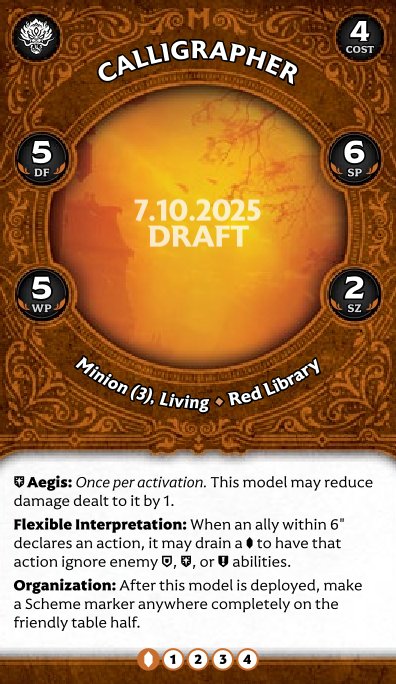 4
COST
CALLIGRAPHER
5
DF
6
SP
7.10.2025
DRAFT
5
WP
2
SZ
Minion (3), Living ⬥ Red Library
Aegis: Once per activation. This model may reduce
damage dealt to it by 1.
Flexible Interpretation: When an ally within 6"
declares an action, it may drain a to have that
action ignore enemy , , or abilities.
Organization: After this model is deployed, make
a Scheme marker anywhere completely on the
friendly table half.
1 2 3 4